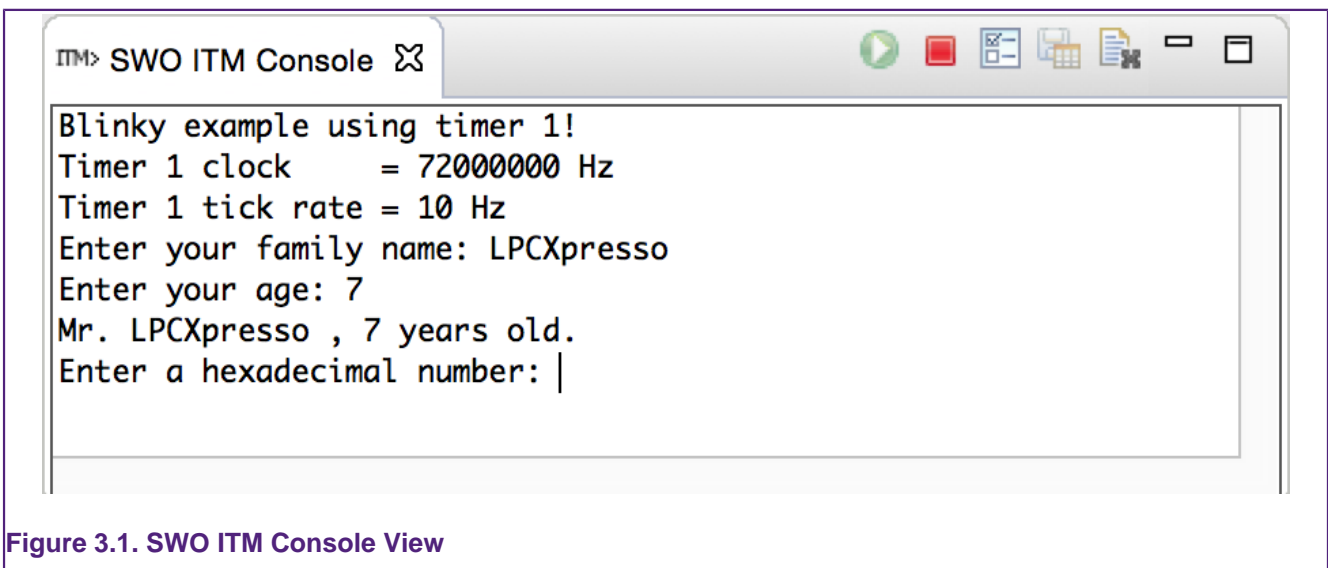 ITM> SWO ITM Console
Blinky example using timer 1!
Timer 1 clock     = 72000000 Hz
Timer 1 tick rate = 10 Hz
Enter your family name: LPCXpresso
Enter your age: 7
Mr. LPCXpresso , 7 years old.
Enter a hexadecimal number:
Figure 3.1. SWO ITM Console View